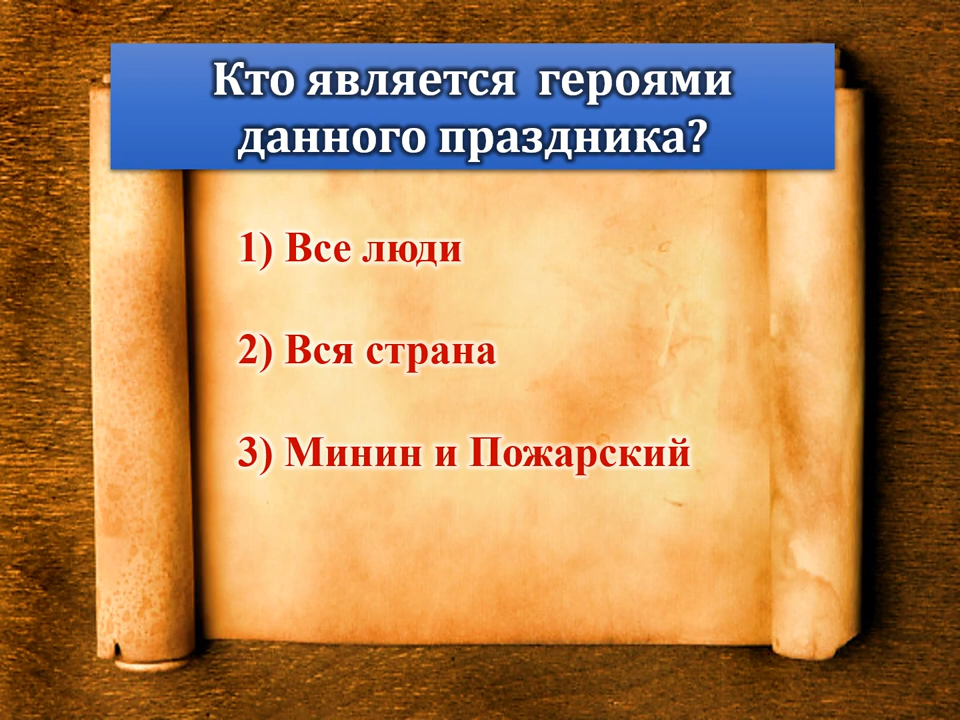 Кто является героями
данного праздника?
1) Все люди
2) Вся страна
3) Минин и Пожарский